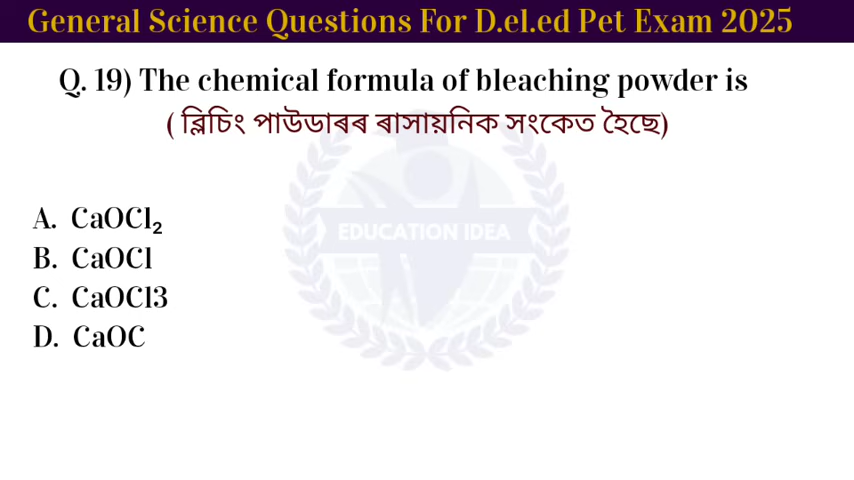 General Science Questions For D.el.ed Pet Exam 2025
Q. 19) The chemical formula of bleaching powder is
( ব্লিচিং পাউডাৰৰ ৰাসায়নিক সংকেত হৈছে)
EDUCATION IDEA
A. CaOCl₂
B. CaOCl
C. CaOCl3
D. CaOC